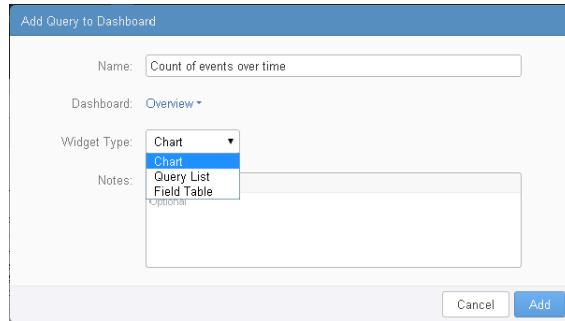 Add Query to Dashboard
Name: Count of events over time
Dashboard: Overview
Widget Type: Chart
Chart
Query List
Field Table
Notes:
Optional
Cancel Add